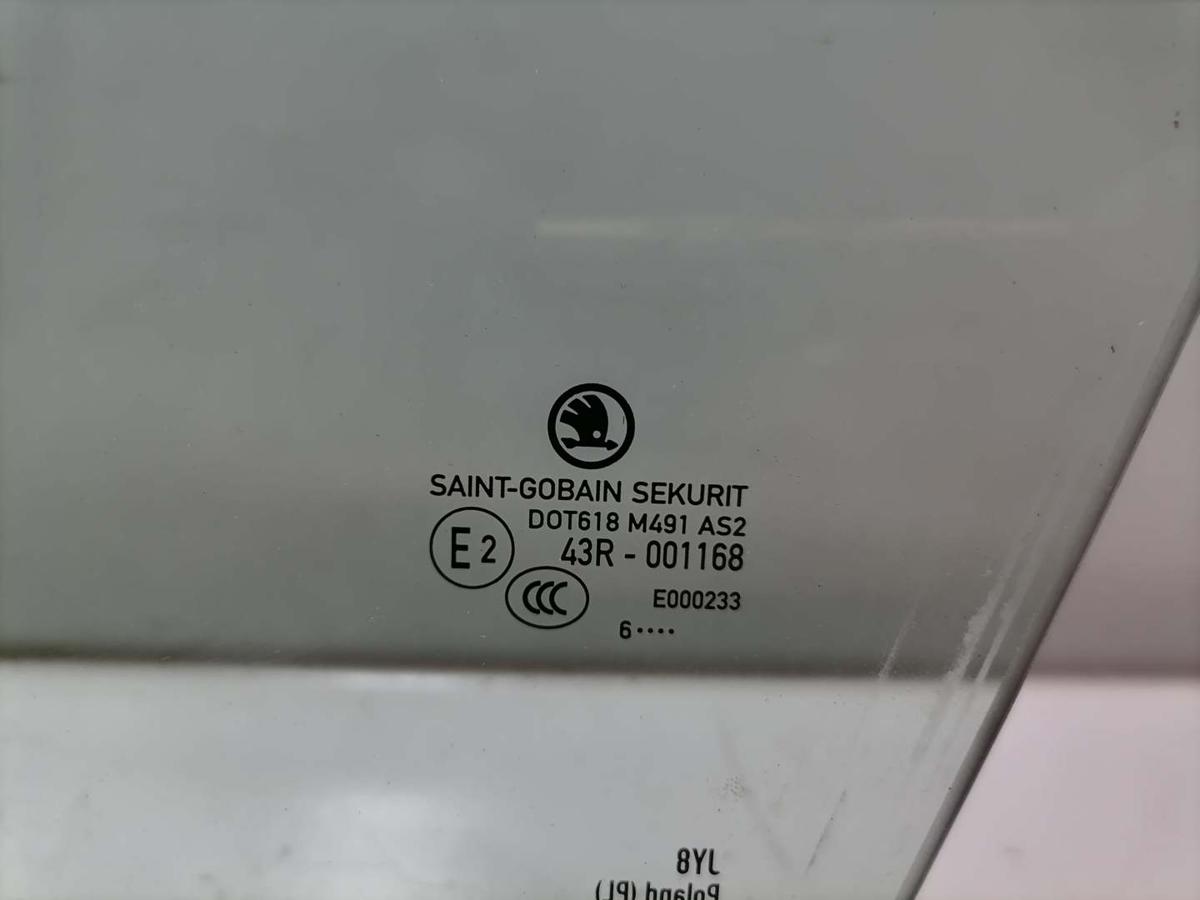 SAINT-GOBAIN SEKURIT
DOT618 M491 AS2
E2
43R - 001168
CCC
E000233
6····
8YL
Poland (PL)